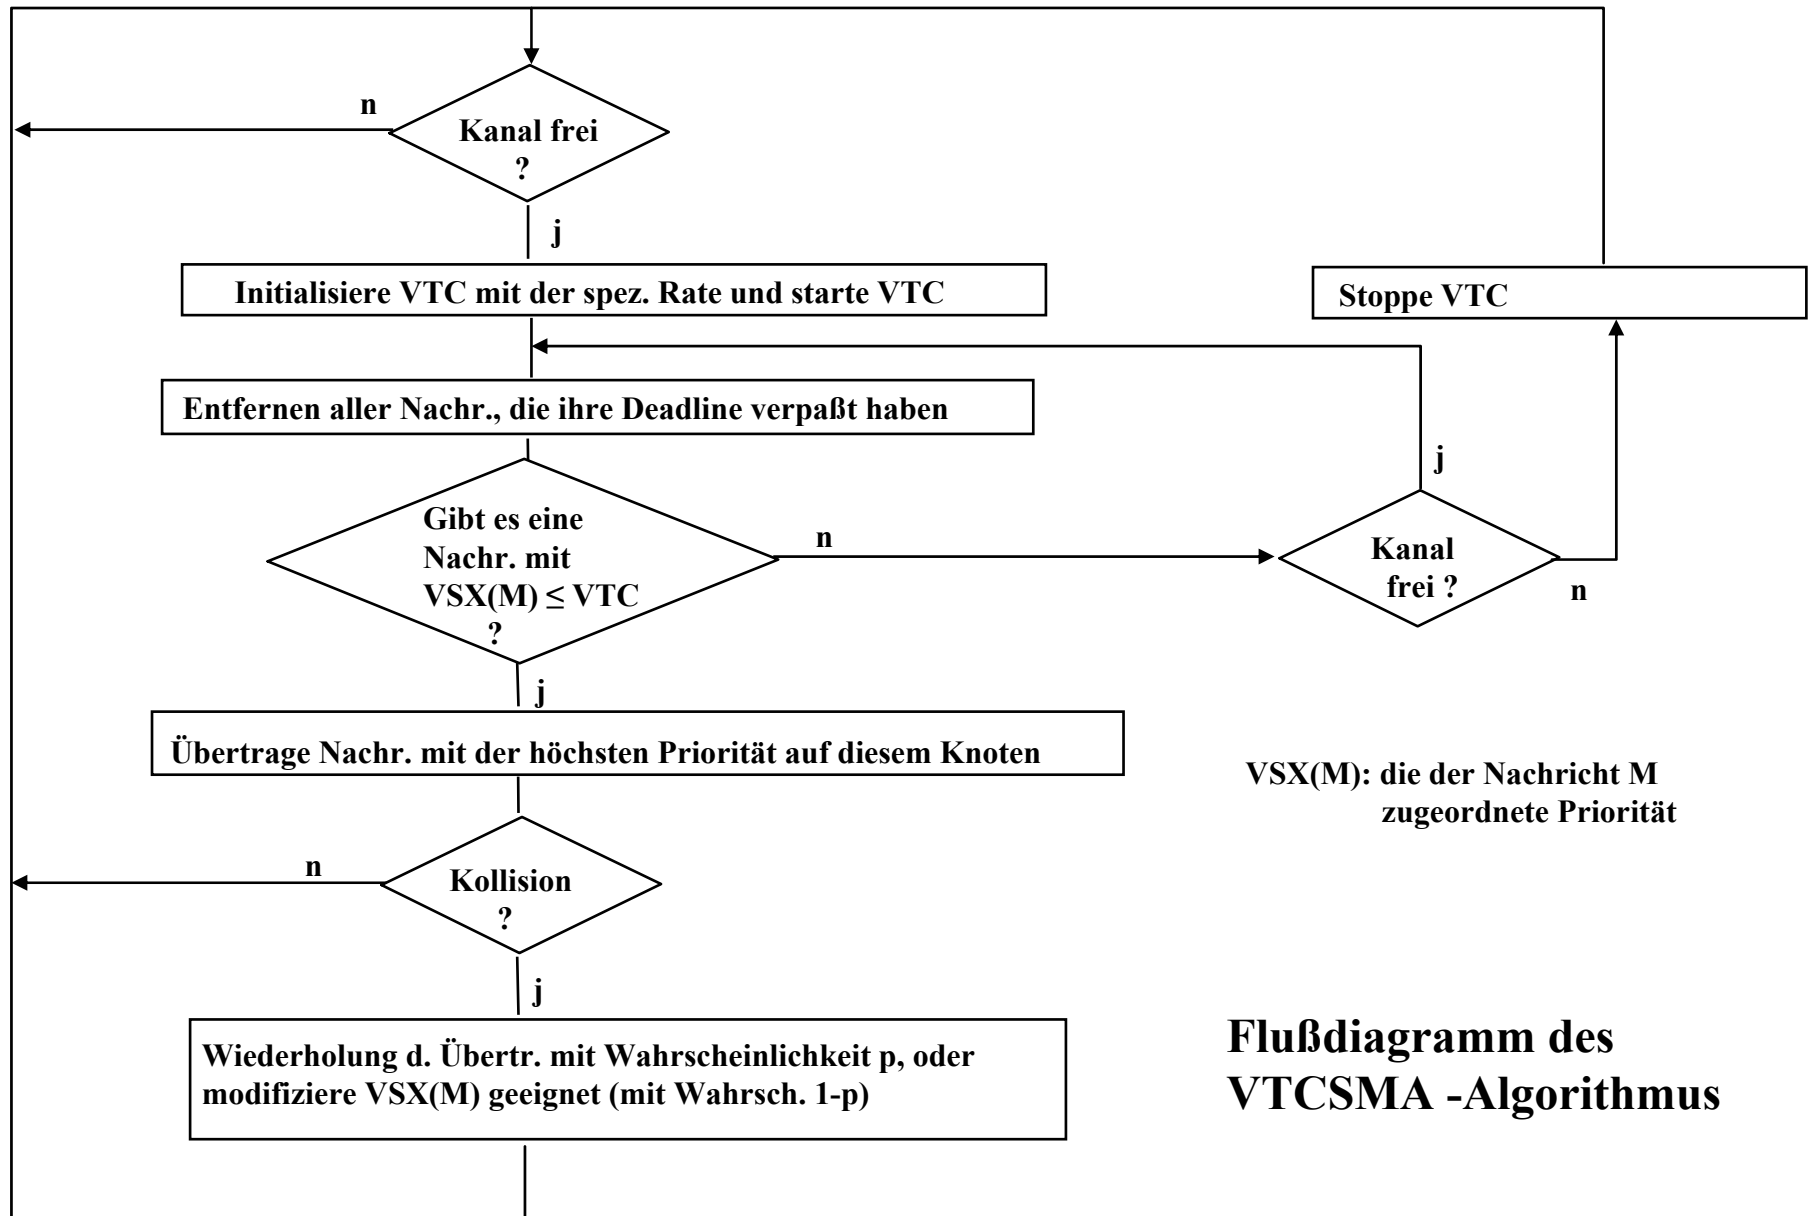 n
Kanal frei
?
j
Initialisiere VTC mit der spez. Rate und starte VTC
Stoppe VTC
Entfernen aller Nachr., die ihre Deadline verpaßt haben
j
Gibt es eine
Nachr. mit
VSX(M) ≤ VTC
?
n
Kanal
frei ?
n
j
Übertrage Nachr. mit der höchsten Priorität auf diesem Knoten
VSX(M): die der Nachricht M
zugeordnete Priorität
n
Kollision
?
j
Wiederholung d. Übertr. mit Wahrscheinlichkeit p, oder
modifiziere VSX(M) geeignet (mit Wahrsch. 1-p)
Flußdiagramm des
VTCSMA -Algorithmus